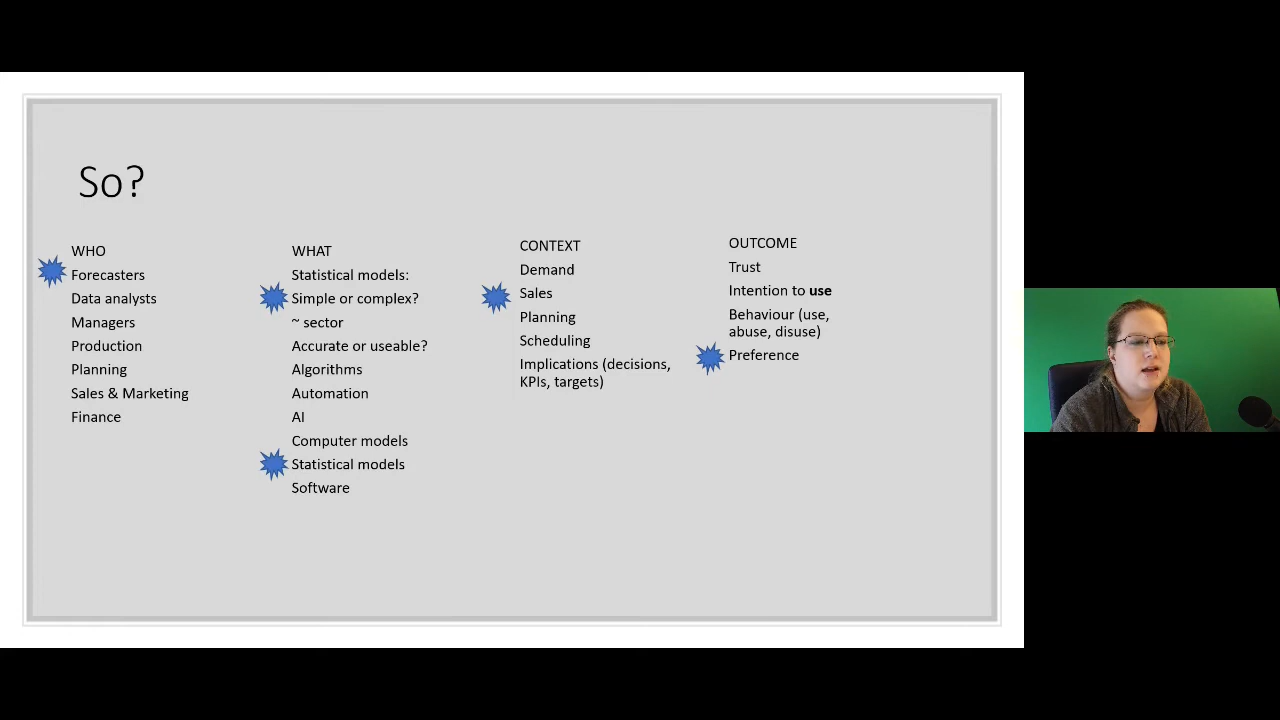 So?
WHO
Forecasters
Data analysts
Managers
Production
Planning
Sales & Marketing
Finance
WHAT
Statistical models:
Simple or complex?
~ sector
Accurate or useable?
Algorithms
Automation
AI
Computer models
Statistical models
Software
CONTEXT
Demand
Sales
Planning
Scheduling
Implications (decisions,
KPIs, targets)
OUTCOME
Trust
Intention to use
Behaviour (use,
abuse, disuse)
Preference